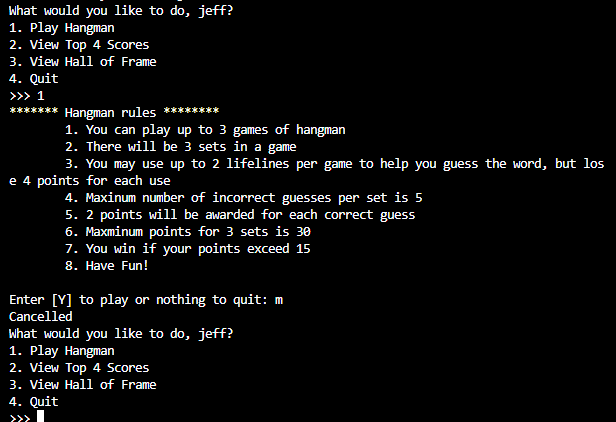 What would you like to do, jeff?
1. Play Hangman
2. View Top 4 Scores
3. View Hall of Frame
4. Quit
>>> 1
******* Hangman rules ********
1. You can play up to 3 games of hangman
2. There will be 3 sets in a game
3. You may use up to 2 lifelines per game to help you guess the word, but los
e 4 points for each use
4. Maxinum number of incorrect guesses per set is 5
5. 2 points will be awarded for each correct guess
6. Maxminum points for 3 sets is 30
7. You win if your points exceed 15
8. Have Fun!
Enter [Y] to play or nothing to quit: m
Cancelled
What would you like to do, jeff?
1. Play Hangman
2. View Top 4 Scores
3. View Hall of Frame
4. Quit
>>>